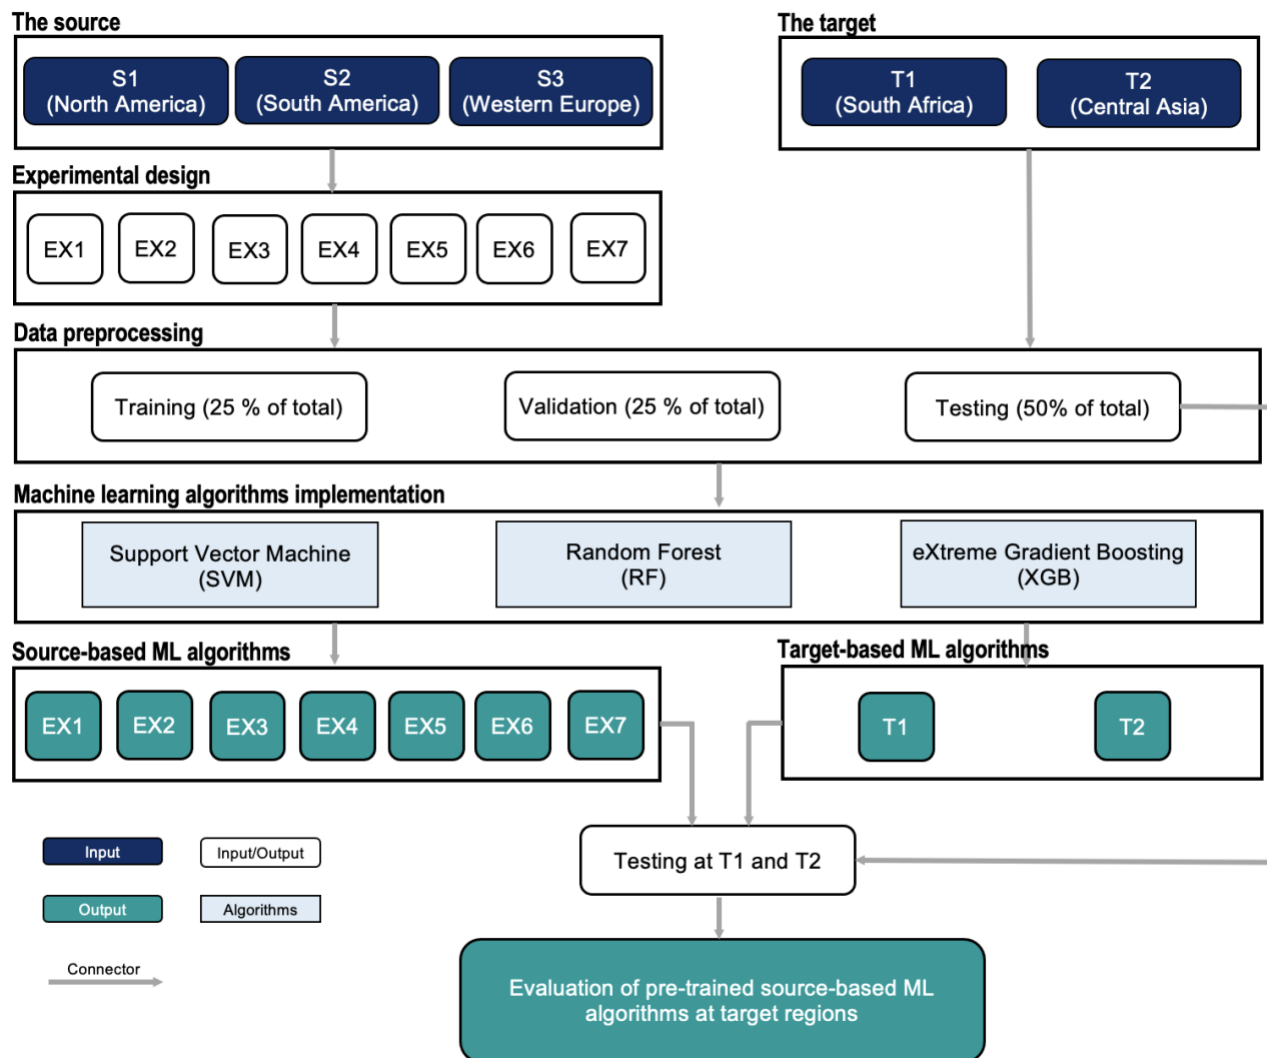 The source
S1
(North America)
S2
(South America)
S3
(Western Europe)
The target
T1
(South Africa)
T2
(Central Asia)
Experimental design
EX1
EX2
EX3
EX4
EX5
EX6
EX7
Data preprocessing
Training (25 % of total)
Validation (25 % of total)
Testing (50% of total)
Machine learning algorithms implementation
Support Vector Machine
(SVM)
Random Forest
(RF)
eXtreme Gradient Boosting
(XGB)
Source-based ML algorithms
EX1
EX2
EX3
EX4
EX5
EX6
EX7
Target-based ML algorithms
T1
T2
Testing at T1 and T2
Input
Input/Output
Output
Algorithms
Connector
Evaluation of pre-trained source-based ML
algorithms at target regions